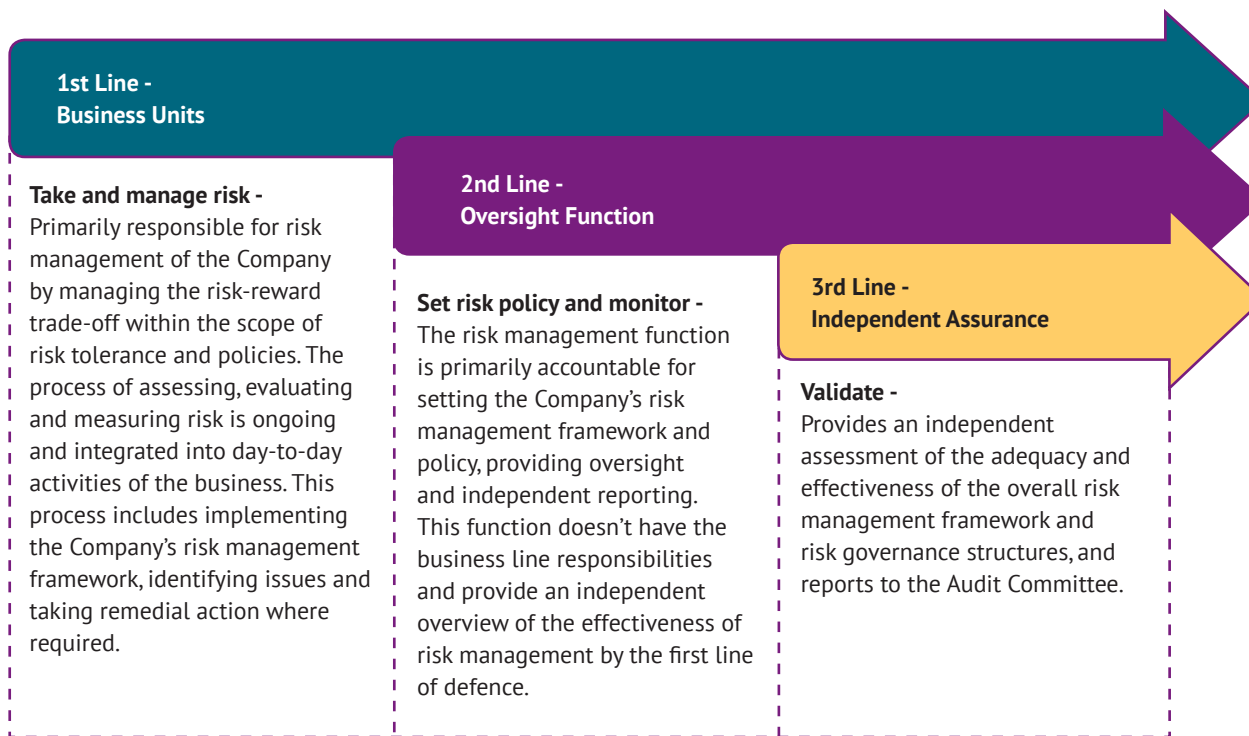 1st Line -
Business Units
Take and manage risk -
Primarily responsible for risk
management of the Company
by managing the risk-reward
trade-off within the scope of
risk tolerance and policies. The
process of assessing, evaluating
and measuring risk is ongoing
and integrated into day-to-day
activities of the business. This
process includes implementing
the Company’s risk management
framework, identifying issues and
taking remedial action where
required.
2nd Line -
Oversight Function
Set risk policy and monitor -
The risk management function
is primarily accountable for
setting the Company’s risk
management framework and
policy, providing oversight
and independent reporting.
This function doesn’t have the
business line responsibilities
and provide an independent
overview of the effectiveness of
risk management by the first line
of defence.
3rd Line -
Independent Assurance
Validate -
Provides an independent
assessment of the adequacy and
effectiveness of the overall risk
management framework and
risk governance structures, and
reports to the Audit Committee.